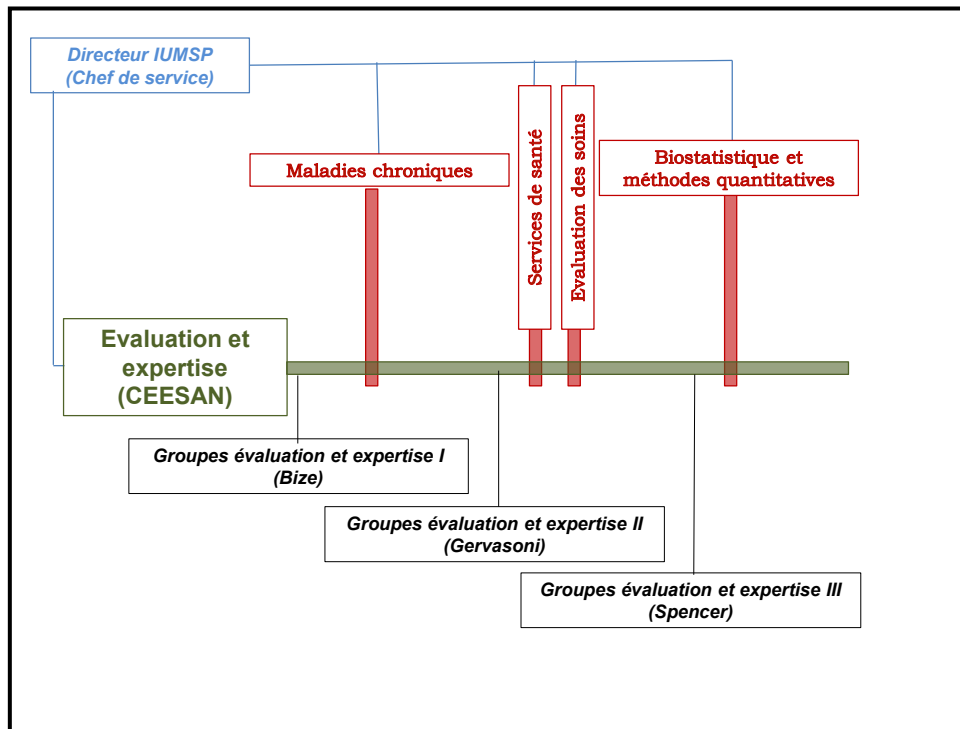 Directeur IUMSP
(Chef de service)
Maladies chroniques
Services de santé
Evaluation des soins
Biostatistique et
méthodes quantitatives
Evaluation et
expertise
(CEESAN)
Groupes évaluation et expertise I
(Bize)
Groupes évaluation et expertise II
(Gervasoni)
Groupes évaluation et expertise III
(Spencer)